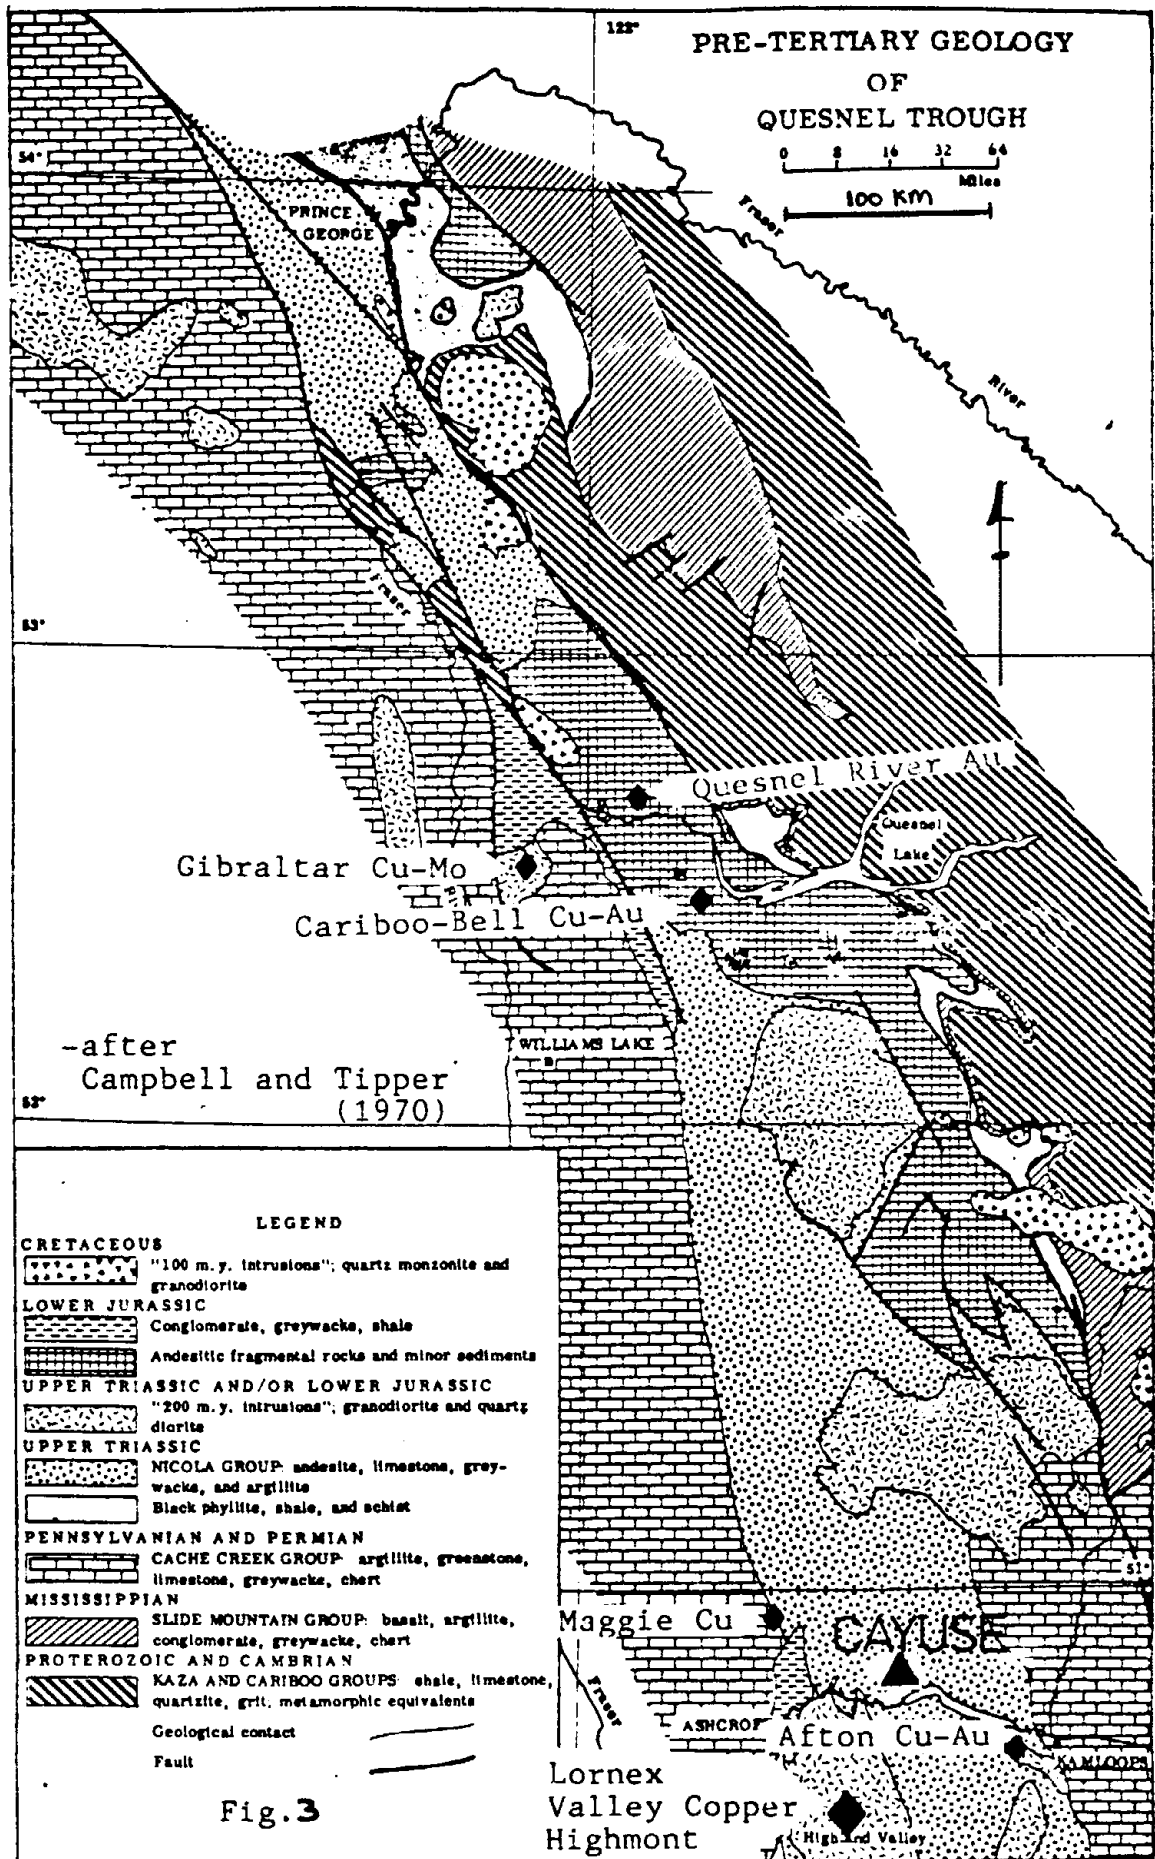 122°
PRE-TERTIARY GEOLOGY
OF
QUESNEL TROUGH
0 8 16 32 64
Miles
100 KM
54°
PRINCE
GEORGE
Fraser
River
Fraser
53°
Quesnel River Au
Quesnel
Lake
Gibraltar Cu-Mo
Cariboo-Bell Cu-Au
WILLIAMS LAKE
-after
Campbell and Tipper
(1970)
52°
LEGEND
CRETACEOUS
"100 m.y. intrusions"; quartz monzonite and
granodiorite
LOWER JURASSIC
Conglomerate, greywacke, shale
Andesitic fragmental rocks and minor sediments
UPPER TRIASSIC AND/OR LOWER JURASSIC
"200 m.y. intrusions"; granodiorite and quartz
diorite
UPPER TRIASSIC
NICOLA GROUP: andesite, limestone, grey-
wacke, and argillite
Black phyllite, shale, and schist
PENNSYLVANIAN AND PERMIAN
CACHE CREEK GROUP: argillite, greenstone,
limestone, greywacke, chert
MISSISSIPPIAN
SLIDE MOUNTAIN GROUP: basalt, argillite,
conglomerate, greywacke, chert
PROTEROZOIC AND CAMBRIAN
KAZA AND CARIBOO GROUPS: shale, limestone,
quartzite, grit; metamorphic equivalents
Geological contact
Fault
Fig.3
51°
Maggie Cu
CAYUSE
Fraser
ASHCROF
Afton Cu-Au
KAMLOOPS
Lornex
Valley Copper
Highmont
Highland Valley